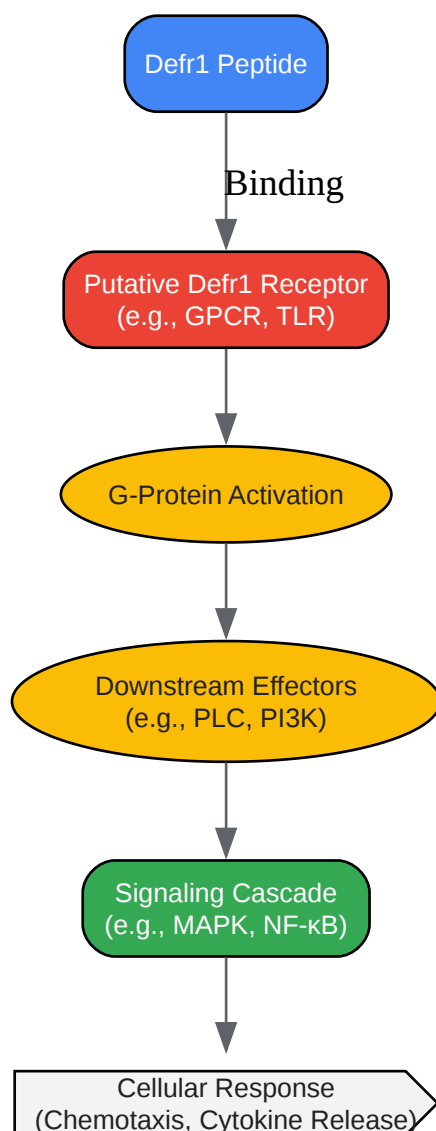 Defr1 Peptide
Binding
Putative Defr1 Receptor
(e.g., GPCR, TLR)
G-Protein Activation
Downstream Effectors
(e.g., PLC, PI3K)
Signaling Cascade
(e.g., MAPK, NF-κB)
Cellular Response
(Chemotaxis, Cytokine Release)